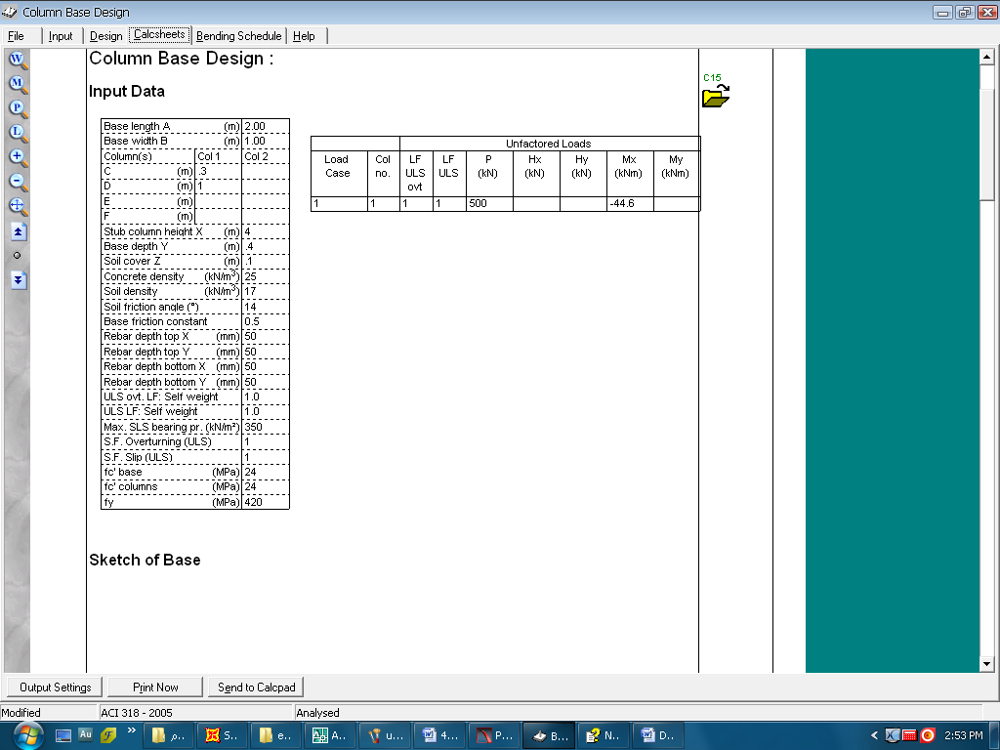 Column Base Design
File Input Design Calcsheets Bending Schedule Help
Column Base Design :
C15
Input Data
Base length A (m) 2.00
Base width B (m) 1.00
Column(s) Col 1 Col 2
C (m) .3
D (m) 1
E (m)
F (m)
Stub column height X (m) 4
Base depth Y (m) .4
Soil cover Z (m) .1
Concrete density (kN/m³) 25
Soil density (kN/m³) 17
Soil friction angle (°) 14
Base friction constant 0.5
Rebar depth top X (mm) 50
Rebar depth top Y (mm) 50
Rebar depth bottom X (mm) 50
Rebar depth bottom Y (mm) 50
ULS ovt. LF: Self weight 1.0
ULS LF: Self weight 1.0
Max. SLS bearing pr. (kN/m²) 350
S.F. Overturning (ULS) 1
S.F. Slip (ULS) 1
fc' base (MPa) 24
fc' columns (MPa) 24
fy (MPa) 420
Unfactored Loads
Load Col LF LF P Hx Hy Mx My
Case no. ULS ULS (kN) (kN) (kN) (kNm) (kNm)
ovt
1 1 1 1 500 -44.6
Sketch of Base
W
M
P
L
Output Settings Print Now Send to Calcpad
Modified ACI 318 - 2005 Analysed
Au » م... S... e... A... u... 4... P... B... N... D... < 2:53 PM